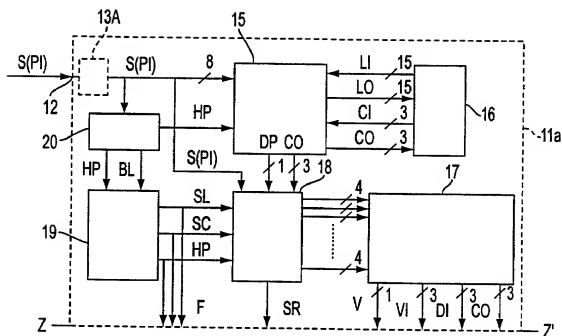 13A
15
S(PI) S(PI) 8 LI 15
12 LO 15
CI 3 16
20 HP CO 3 11a
DP CO
HP BL S(PI) 1 3 18 17
SL 4
19 SC
HP 4
Z F SR V 1 VI 3 DI 3 CO 3 Z'